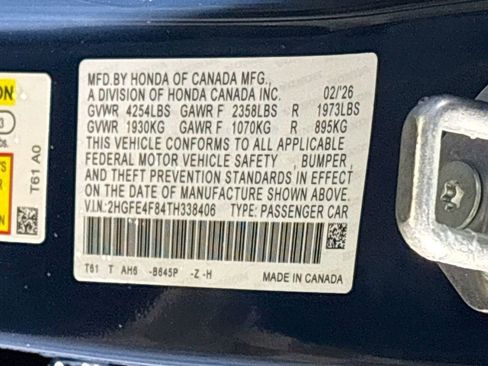 MFD.BY HONDA OF CANADA MFG.,
A DIVISION OF HONDA CANADA INC. 02/'26
GVWR 4254LBS GAWR F 2358LBS R 1973LBS
GVWR 1930KG GAWR F 1070KG R 895KG
THIS VEHICLE CONFORMS TO ALL APPLICABLE
FEDERAL MOTOR VEHICLE SAFETY , BUMPER ,
AND THEFT PREVENTION STANDARDS IN EFFECT
ON THE DATE OF MANUFACTURE SHOWN ABOVE.
V.I.N.:2HGFE4F84TH338406 TYPE: PASSENGER CAR
T61 T AH6 -B645P -Z -H
MADE IN CANADA
ON
3
bs.
T61 A0